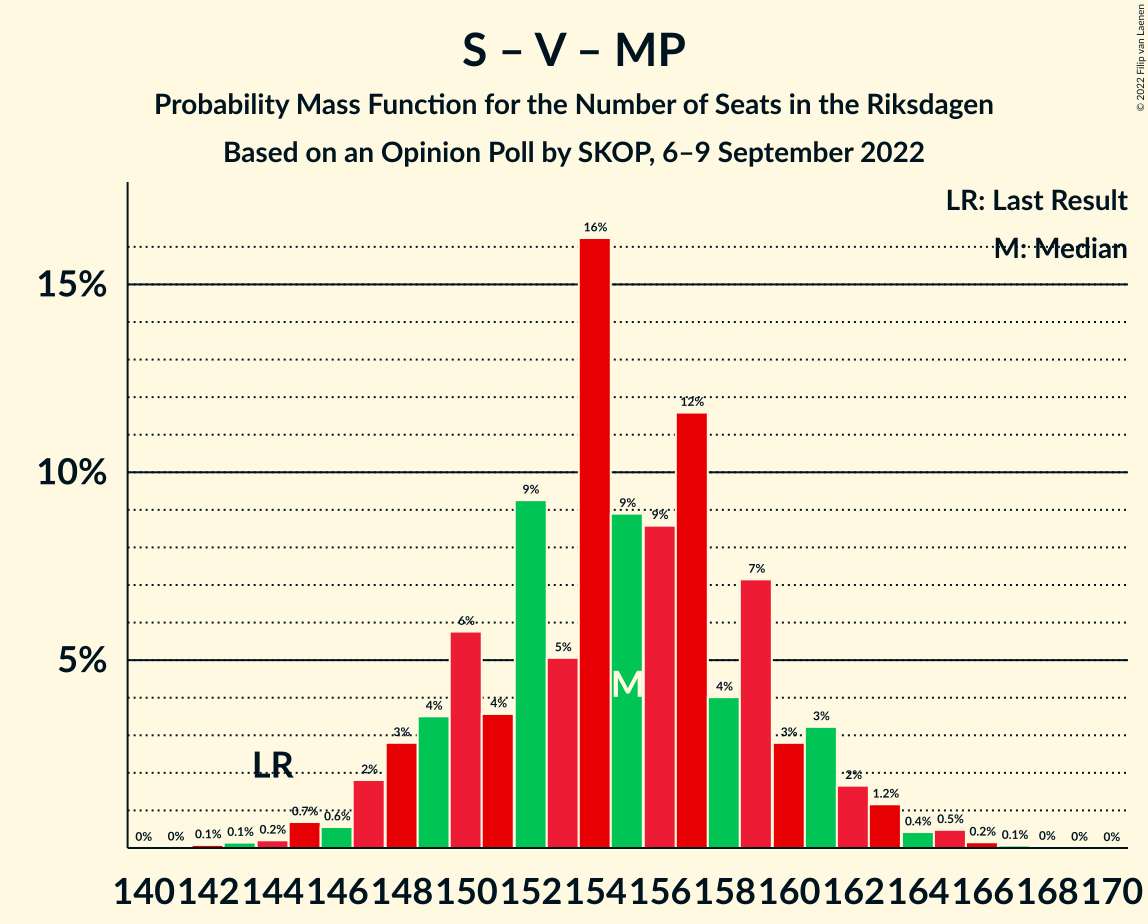 S – V – MP
Probability Mass Function for the Number of Seats in the Riksdagen
Based on an Opinion Poll by SKOP, 6–9 September 2022
© 2022 Filip van Laenen
LR: Last Result
M: Median
15%
10%
5%
0% 0% 0.1% 0.1% 0.2% 0.7% 0.6% 2% 3% 4% 6% 4% 9% 5% 16% 9% 9% 12% 4% 7% 3% 3% 2% 1.2% 0.4% 0.5% 0.2% 0.1% 0% 0% 0%
LR
M
140 142 144 146 148 150 152 154 156 158 160 162 164 166 168 170